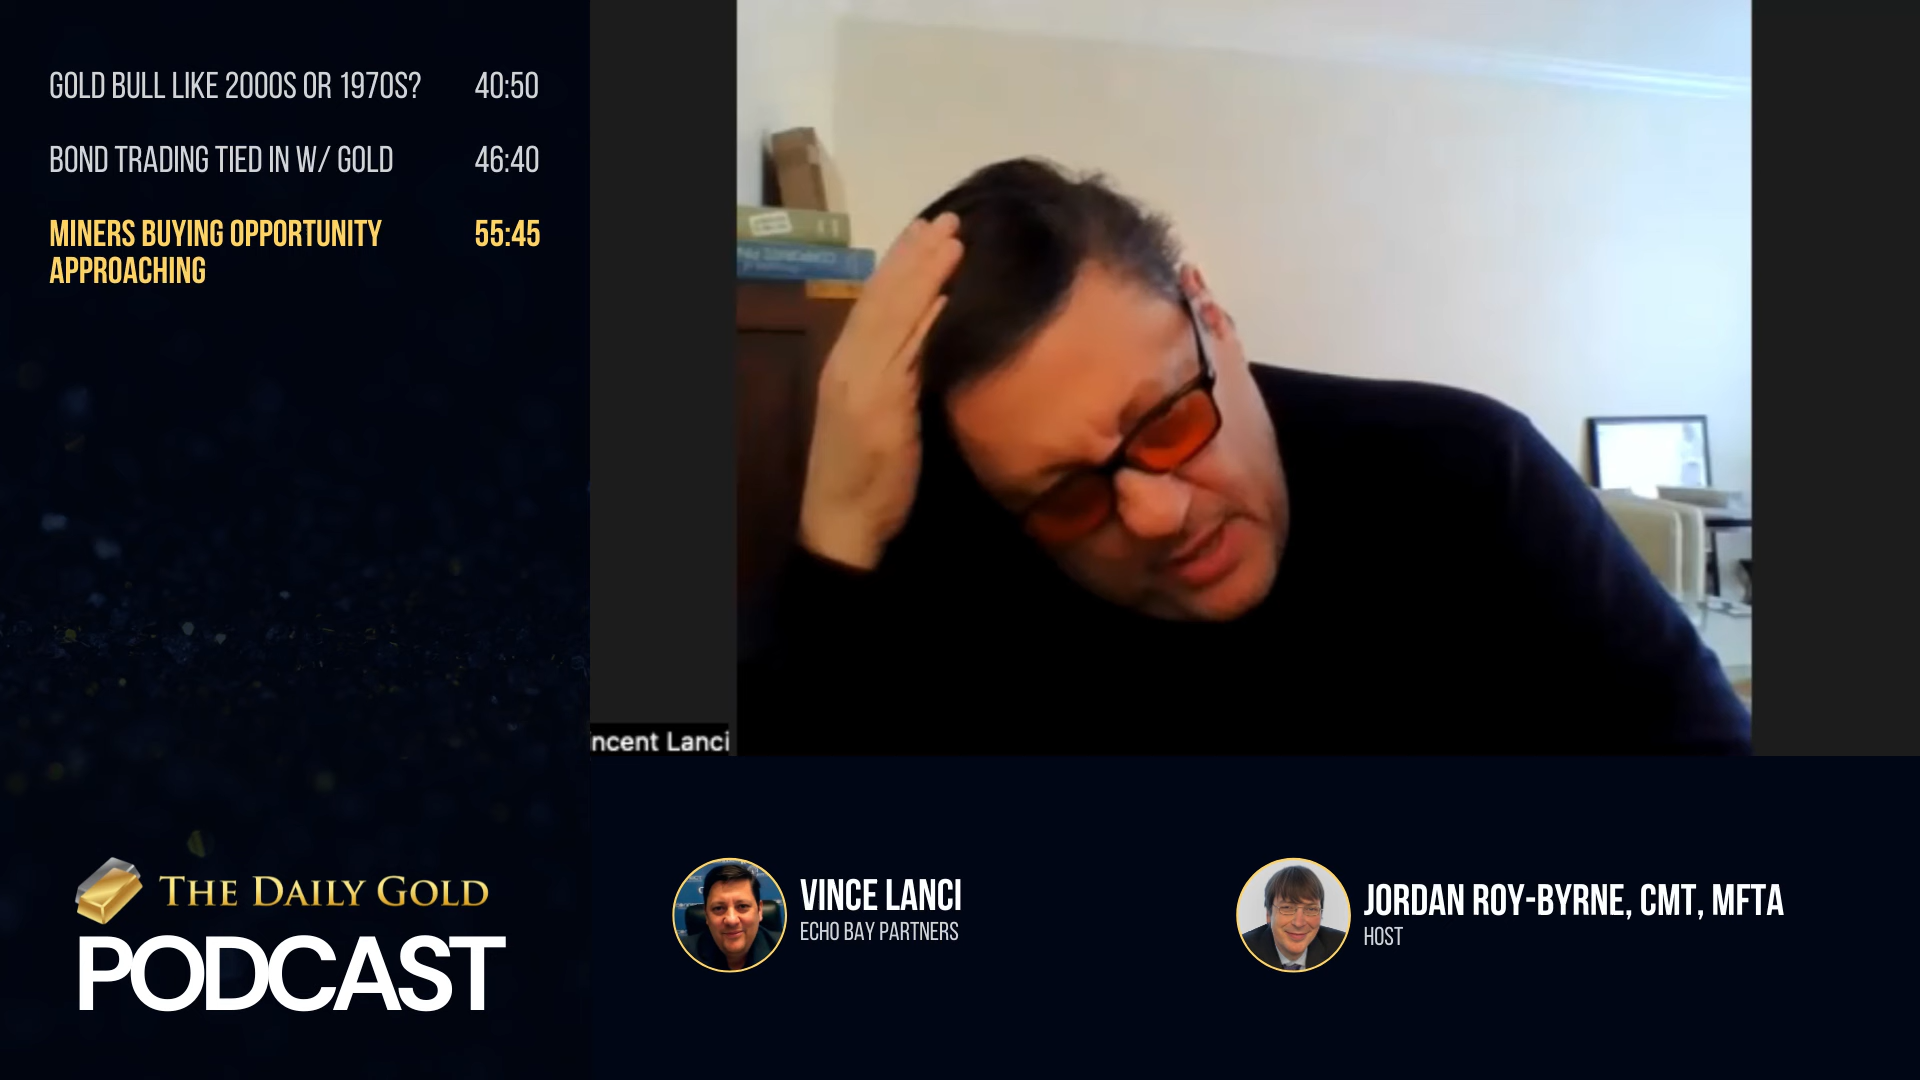 GOLD BULL LIKE 2000S OR 1970S? 40:50
BOND TRADING TIED IN W/ GOLD 46:40
MINERS BUYING OPPORTUNITY 55:45
APPROACHING
ncent Lanci
THE DAILY GOLD
PODCAST
VINCE LANCI
ECHO BAY PARTNERS
JORDAN ROY-BYRNE, CMT, MFTA
HOST